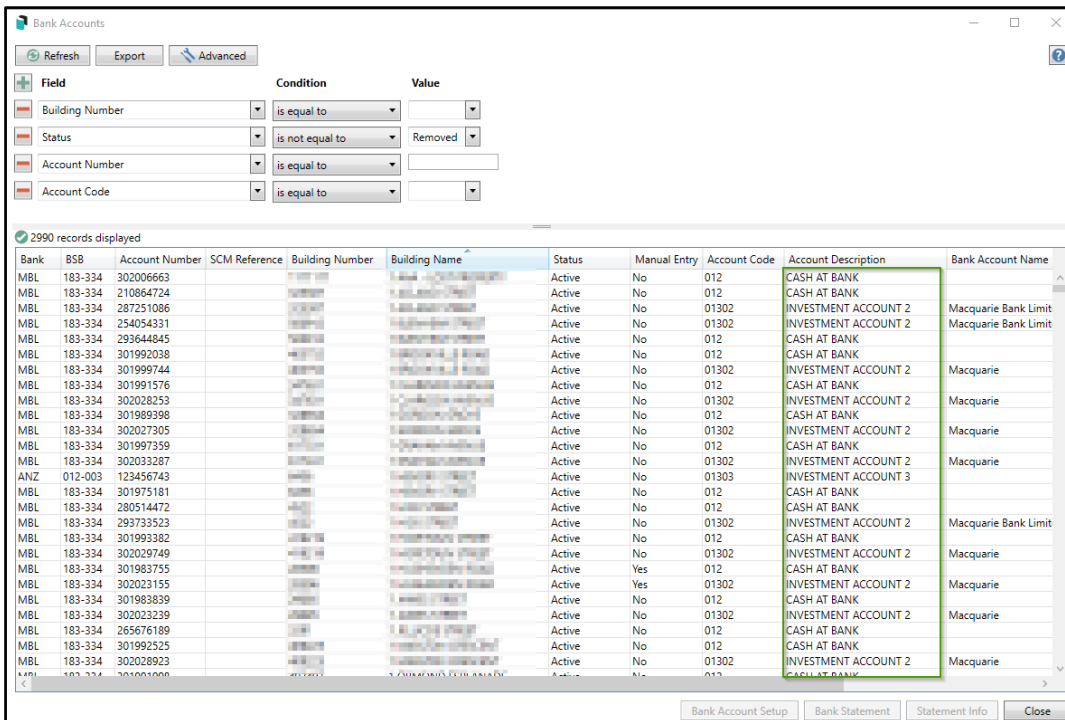 Bank Accounts
Refresh Export Advanced
Field Condition Value
Building Number is equal to
Status is not equal to Removed
Account Number is equal to
Account Code is equal to
2990 records displayed
Bank BSB Account Number SCM Reference Building Number Building Name Status Manual Entry Account Code Account Description Bank Account Name
MBL 183-334 302006663 Active No 012 CASH AT BANK
MBL 183-334 210864724 Active No 012 CASH AT BANK
MBL 183-334 287251086 Active No 01302 INVESTMENT ACCOUNT 2 Macquarie Bank Limit
MBL 183-334 254054331 Active No 01302 INVESTMENT ACCOUNT 2 Macquarie Bank Limit
MBL 183-334 293644845 Active No 012 CASH AT BANK
MBL 183-334 301992038 Active No 012 CASH AT BANK
MBL 183-334 301999744 Active No 01302 INVESTMENT ACCOUNT 2 Macquarie
MBL 183-334 301991576 Active No 012 CASH AT BANK
MBL 183-334 302028253 Active No 01302 INVESTMENT ACCOUNT 2 Macquarie
MBL 183-334 301989398 Active No 012 CASH AT BANK
MBL 183-334 302027305 Active No 01302 INVESTMENT ACCOUNT 2 Macquarie
MBL 183-334 301997359 Active No 012 CASH AT BANK
MBL 183-334 302033287 Active No 01302 INVESTMENT ACCOUNT 2 Macquarie
ANZ 012-003 123456743 Active No 01303 INVESTMENT ACCOUNT 3
MBL 183-334 301975181 Active No 012 CASH AT BANK
MBL 183-334 280514472 Active No 012 CASH AT BANK
MBL 183-334 293733523 Active No 01302 INVESTMENT ACCOUNT 2 Macquarie Bank Limit
MBL 183-334 301993382 Active No 012 CASH AT BANK
MBL 183-334 302029749 Active No 01302 INVESTMENT ACCOUNT 2 Macquarie
MBL 183-334 301983755 Active Yes 012 CASH AT BANK
MBL 183-334 302023155 Active Yes 01302 INVESTMENT ACCOUNT 2 Macquarie
MBL 183-334 301983839 Active No 012 CASH AT BANK
MBL 183-334 302023239 Active No 01302 INVESTMENT ACCOUNT 2 Macquarie
MBL 183-334 265676189 Active No 012 CASH AT BANK
MBL 183-334 301992525 Active No 012 CASH AT BANK
MBL 183-334 302028923 Active No 01302 INVESTMENT ACCOUNT 2 Macquarie
Bank Account Setup Bank Statement Statement Info Close